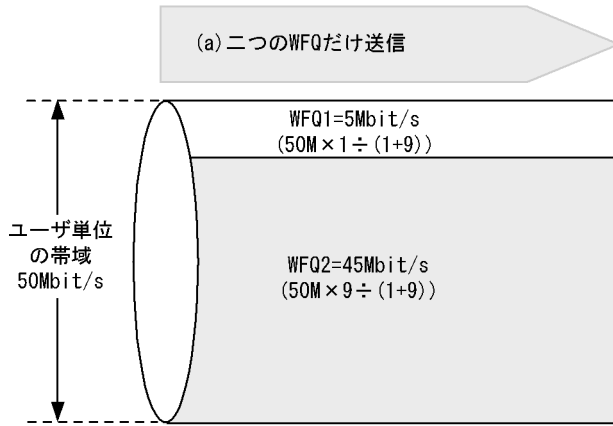 (a)二つのWFQだけ送信
WFQ1=5Mbit/s
(50M×1÷(1+9))
ユーザ単位
の帯域
50Mbit/s
WFQ2=45Mbit/s
(50M×9÷(1+9))